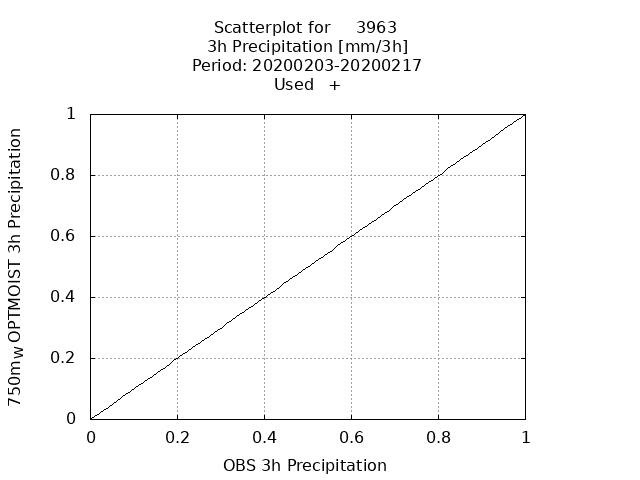 Scatterplot for 3963
3h Precipitation [mm/3h]
Period: 20200203-20200217
Used +
750mW OPTMOIST 3h Precipitation
1
0.8
0.6
0.4
0.2
0
0 0.2 0.4 0.6 0.8 1
OBS 3h Precipitation